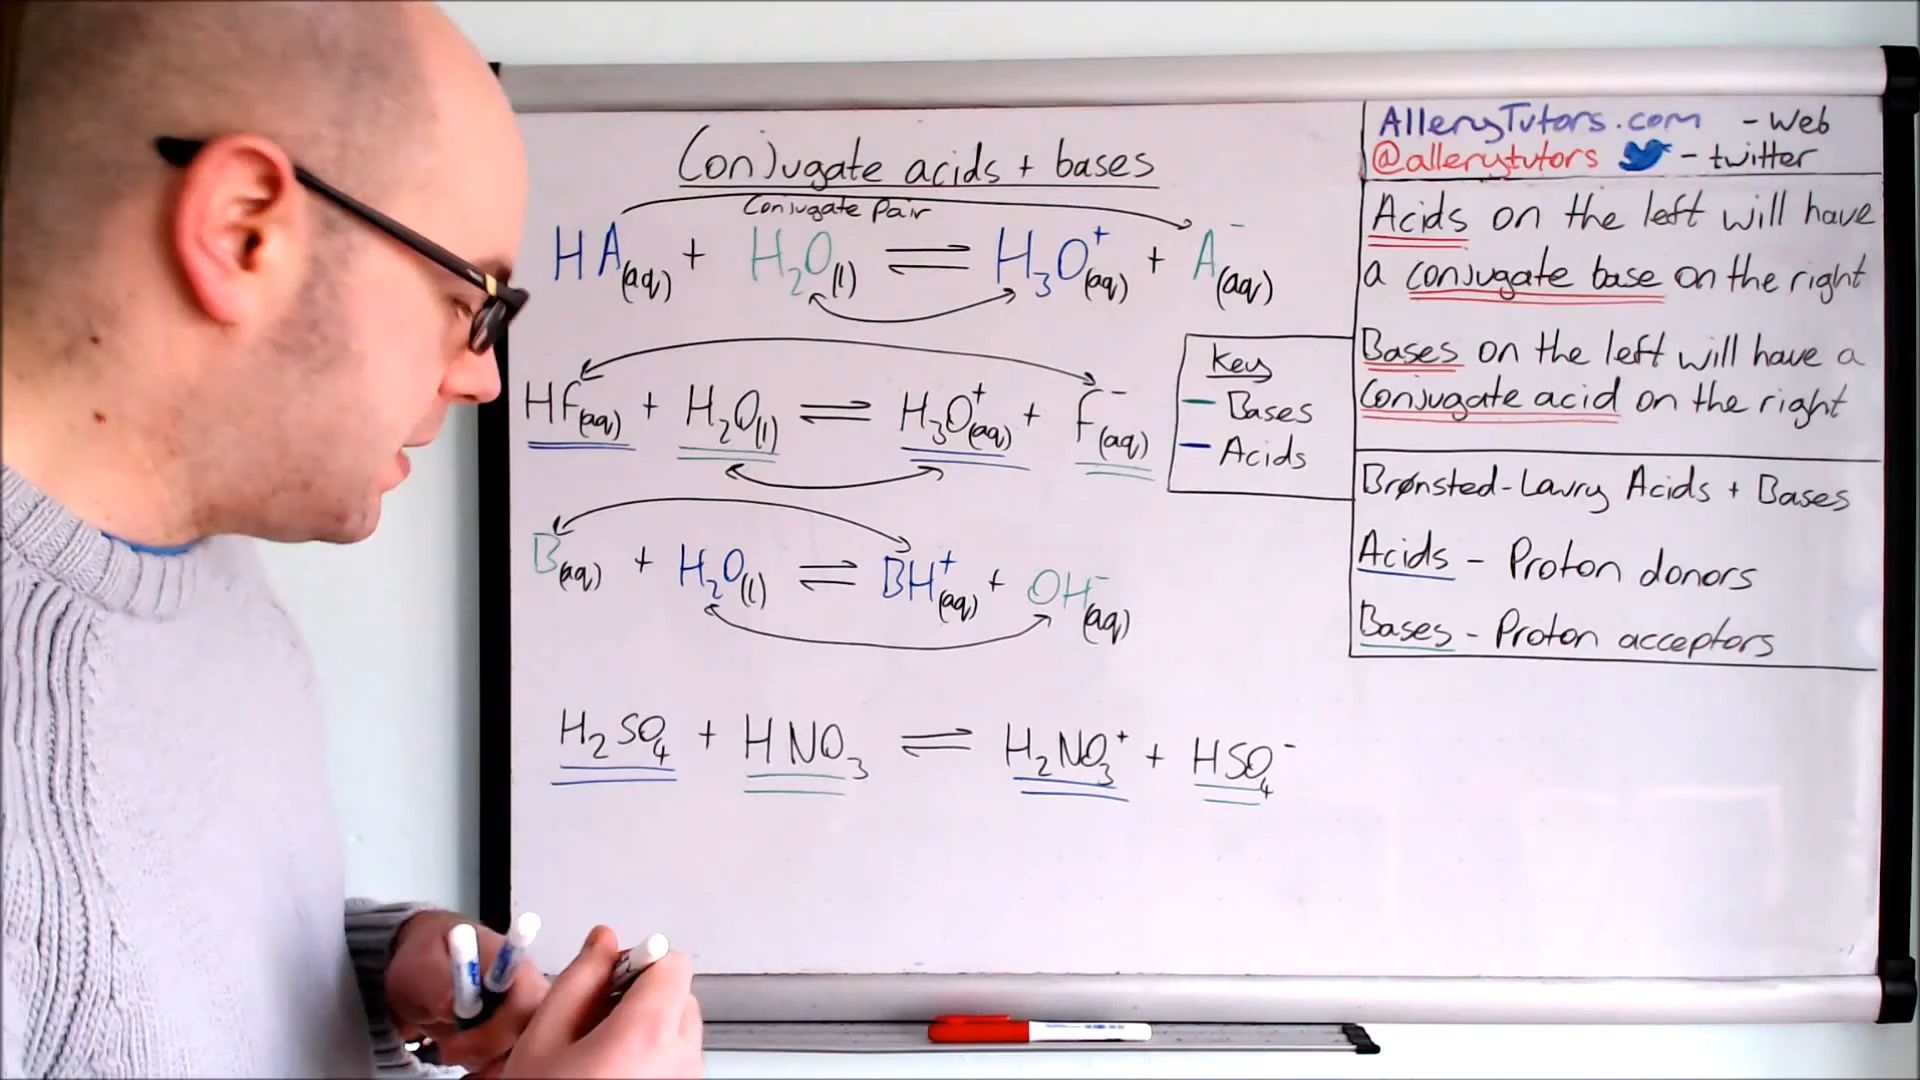 Conjugate acids + bases
Conjugate Pair
HA(aq) + H₂O(l) ⇌ H₃O⁺(aq) + A⁻(aq)
HF(aq) + H₂O(l) ⇌ H₃O⁺(aq) + F⁻(aq)
B(aq) + H₂O(l) ⇌ BH⁺(aq) + OH⁻(aq)
H₂SO₄ + HNO₃ ⇌ H₂NO₃⁺ + HSO₄⁻
Key
– Bases
– Acids
AlleryTutors.com - Web
@allerytutors - twitter
Acids on the left will have
a conjugate base on the right
Bases on the left will have a
conjugate acid on the right
Brønsted-Lowry Acids + Bases
Acids - Proton donors
Bases - Proton acceptors